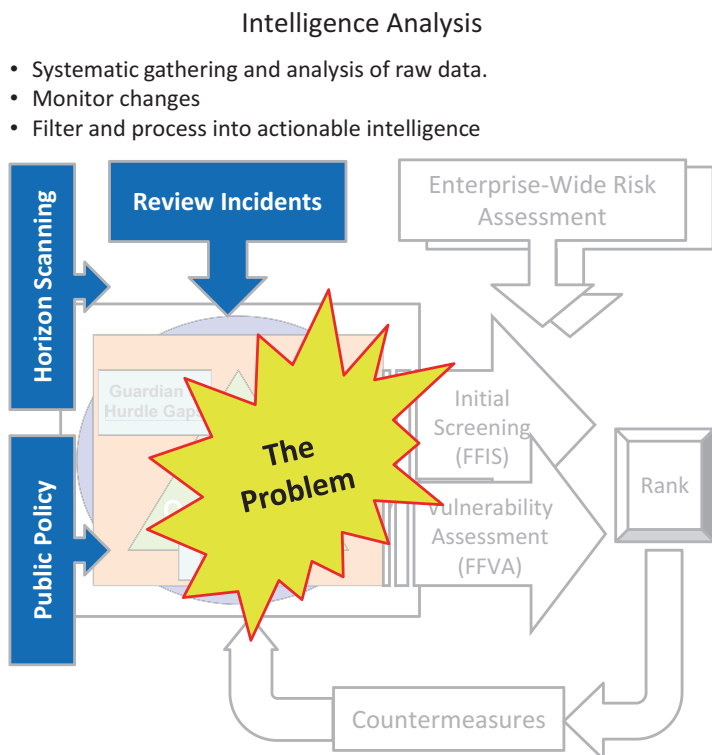 Intelligence Analysis
• Systematic gathering and analysis of raw data.
• Monitor changes
• Filter and process into actionable intelligence
Horizon Scanning
Review Incidents
Enterprise-Wide Risk
Assessment
Guardian
Hurdle Gaps
The
Problem
Initial
Screening
(FFIS)
Vulnerability
Assessment
(FFVA)
Rank
Public Policy
Countermeasures